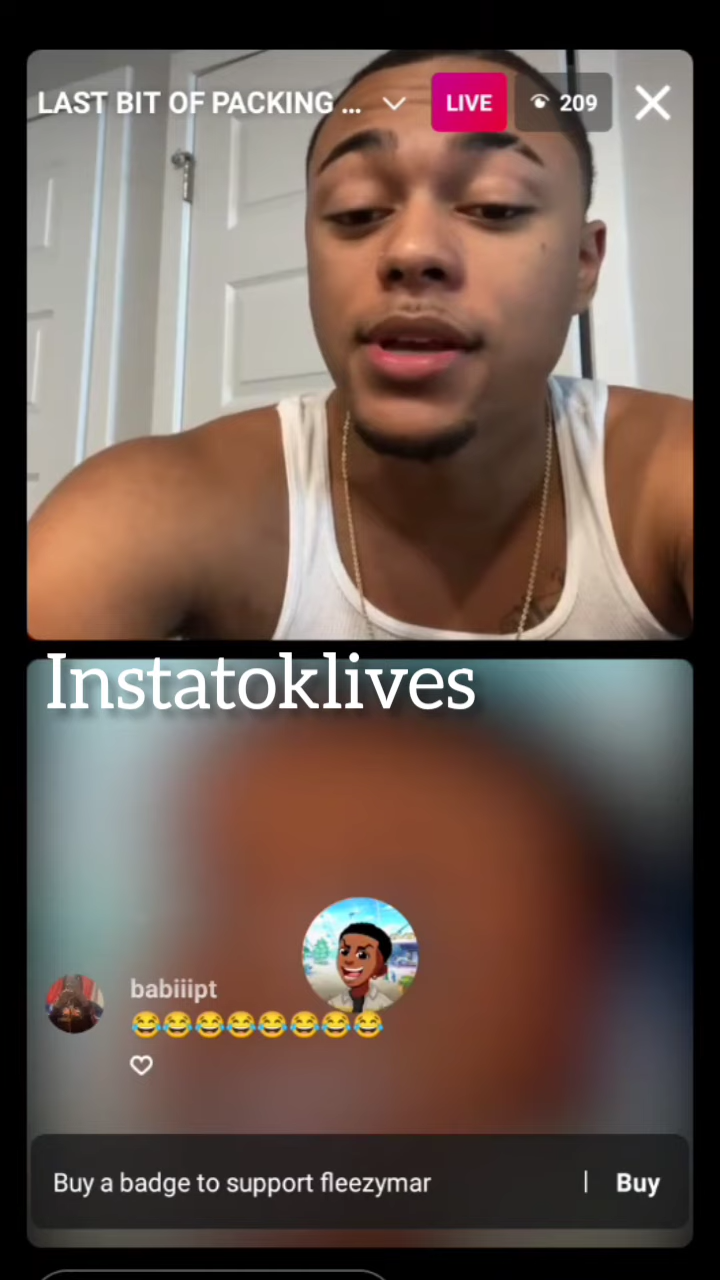 LAST BIT OF PACKING ...
LIVE
209
Instatoklives
babiiipt
😂😂😂😂😂😂😂😂
Buy a badge to support fleezymar | Buy